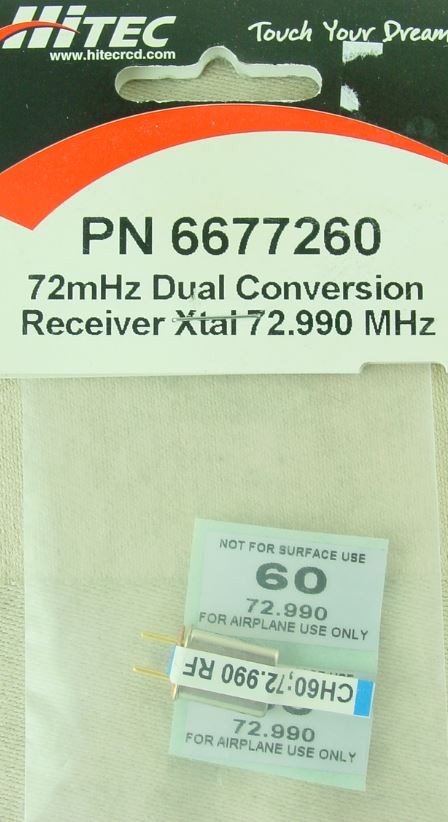 HITEC
www.hitecrcd.com
Touch Your Dream
PN 6677260
72mHz Dual Conversion
Receiver Xtal 72.990 MHz
NOT FOR SURFACE USE
60
72.990
FOR AIRPLANE USE ONLY
CH60:72.990 RF
72.990
FOR AIRPLANE USE ONLY